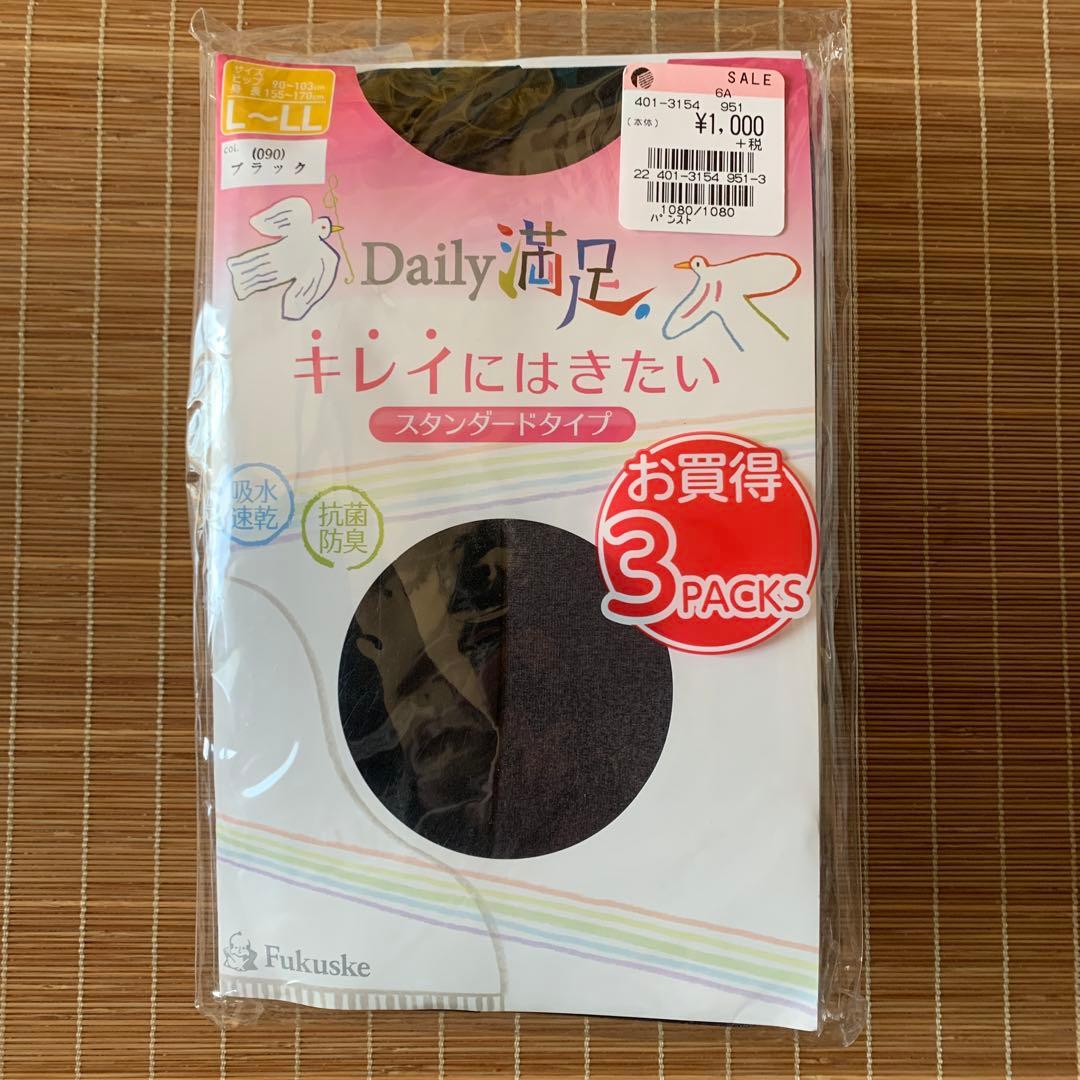 サイズ
ヒップ 90~103cm
身長 155~170cm
L~LL
COL. (090)
ブラック
SALE
6A
401-3154 951
(本体) ¥1,000
+税
22 401-3154 951-3
1080/1080
パンスト
Daily満足.
キレイにはきたい
スタンダードタイプ
吸水
速乾
抗菌
防臭
お買得
3PACKS
Fukuske